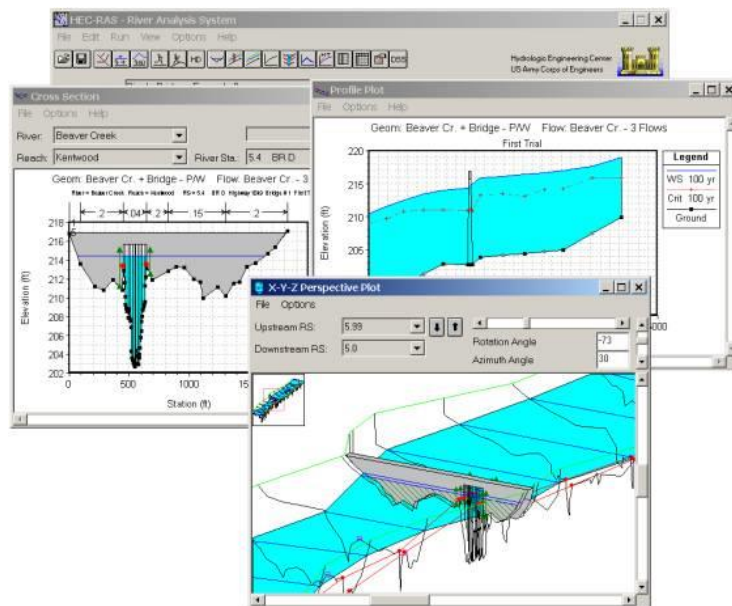 HEC-RAS - River Analysis System
File Edit Run View Options Help
HD
DSS
Hydrologic Engineering Center
US Army Corps of Engineers
Cross Section
File Options Help
River: Beaver Creek
Reach: Kentwood River Sta.: 5.4 BR D
Geom: Beaver Cr. + Bridge - P/W Flow: Beaver Cr. - 3
.2 .04 .2 .15 .2
218
216
214
212
210
208
206
204
202
Elevation (ft)
0 500 1000
Station (ft)
Profile Plot
File Options Help
Geom: Beaver Cr. + Bridge - P/W Flow: Beaver Cr. - 3 Flows
First Trial
220
215
210
205
Elevation (ft)
Legend
WS 100 yr
Crit 100 yr
Ground
X-Y-Z Perspective Plot
File Options
Upstream RS: 5.99
Downstream RS: 5.0
Rotation Angle -73
Azimuth Angle 30